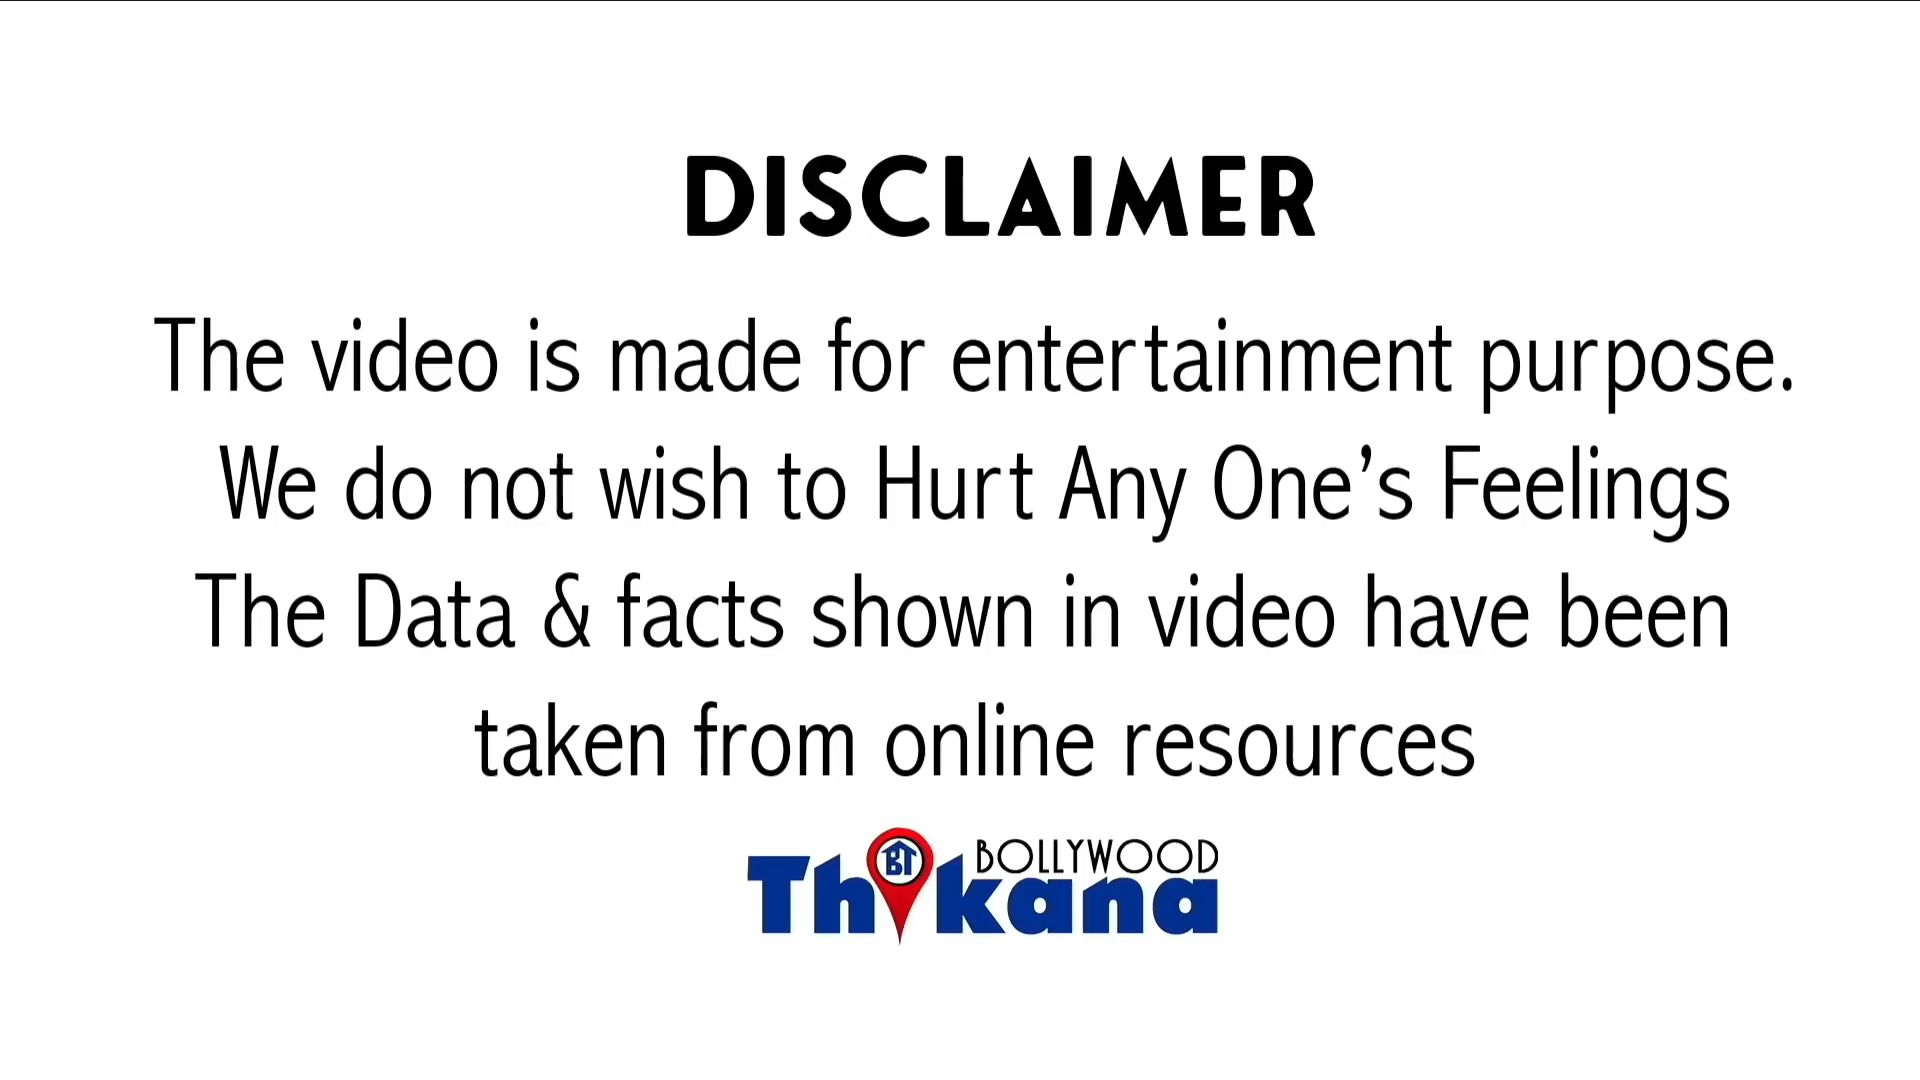 DISCLAIMER
The video is made for entertainment purpose.
We do not wish to Hurt Any One’s Feelings
The Data & facts shown in video have been
taken from online resources
BT
BOLLYWOOD
Thikana